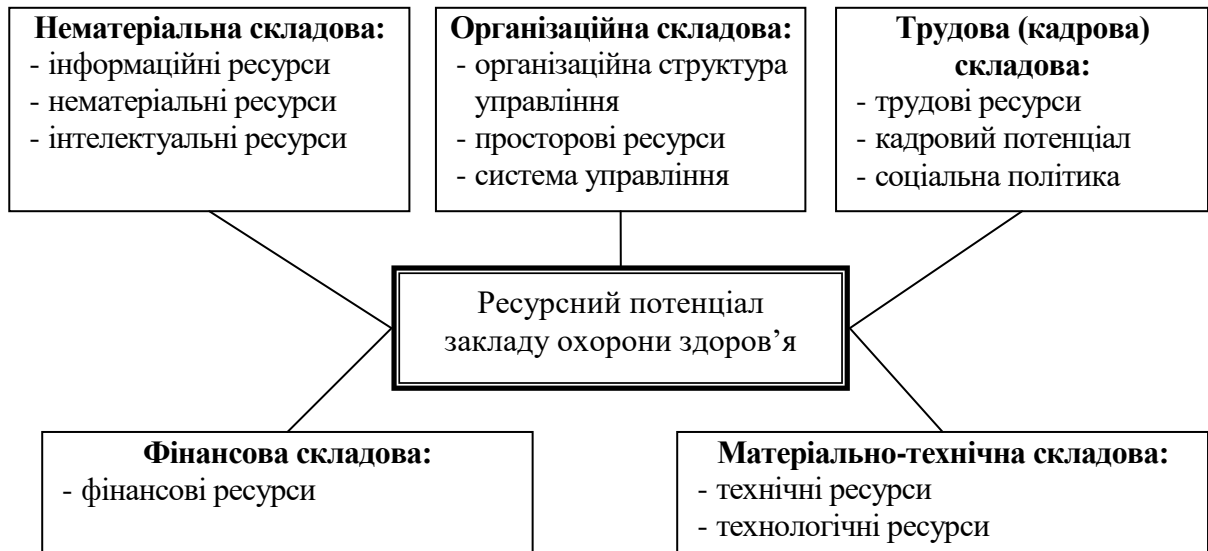 Нематеріальна складова:
- інформаційні ресурси
- нематеріальні ресурси
- інтелектуальні ресурси
Організаційна складова:
- організаційна структура
управління
- просторові ресурси
- система управління
Трудова (кадрова)
складова:
- трудові ресурси
- кадровий потенціал
- соціальна політика
Ресурсний потенціал
закладу охорони здоров’я
Фінансова складова:
- фінансові ресурси
Матеріально-технічна складова:
- технічні ресурси
- технологічні ресурси